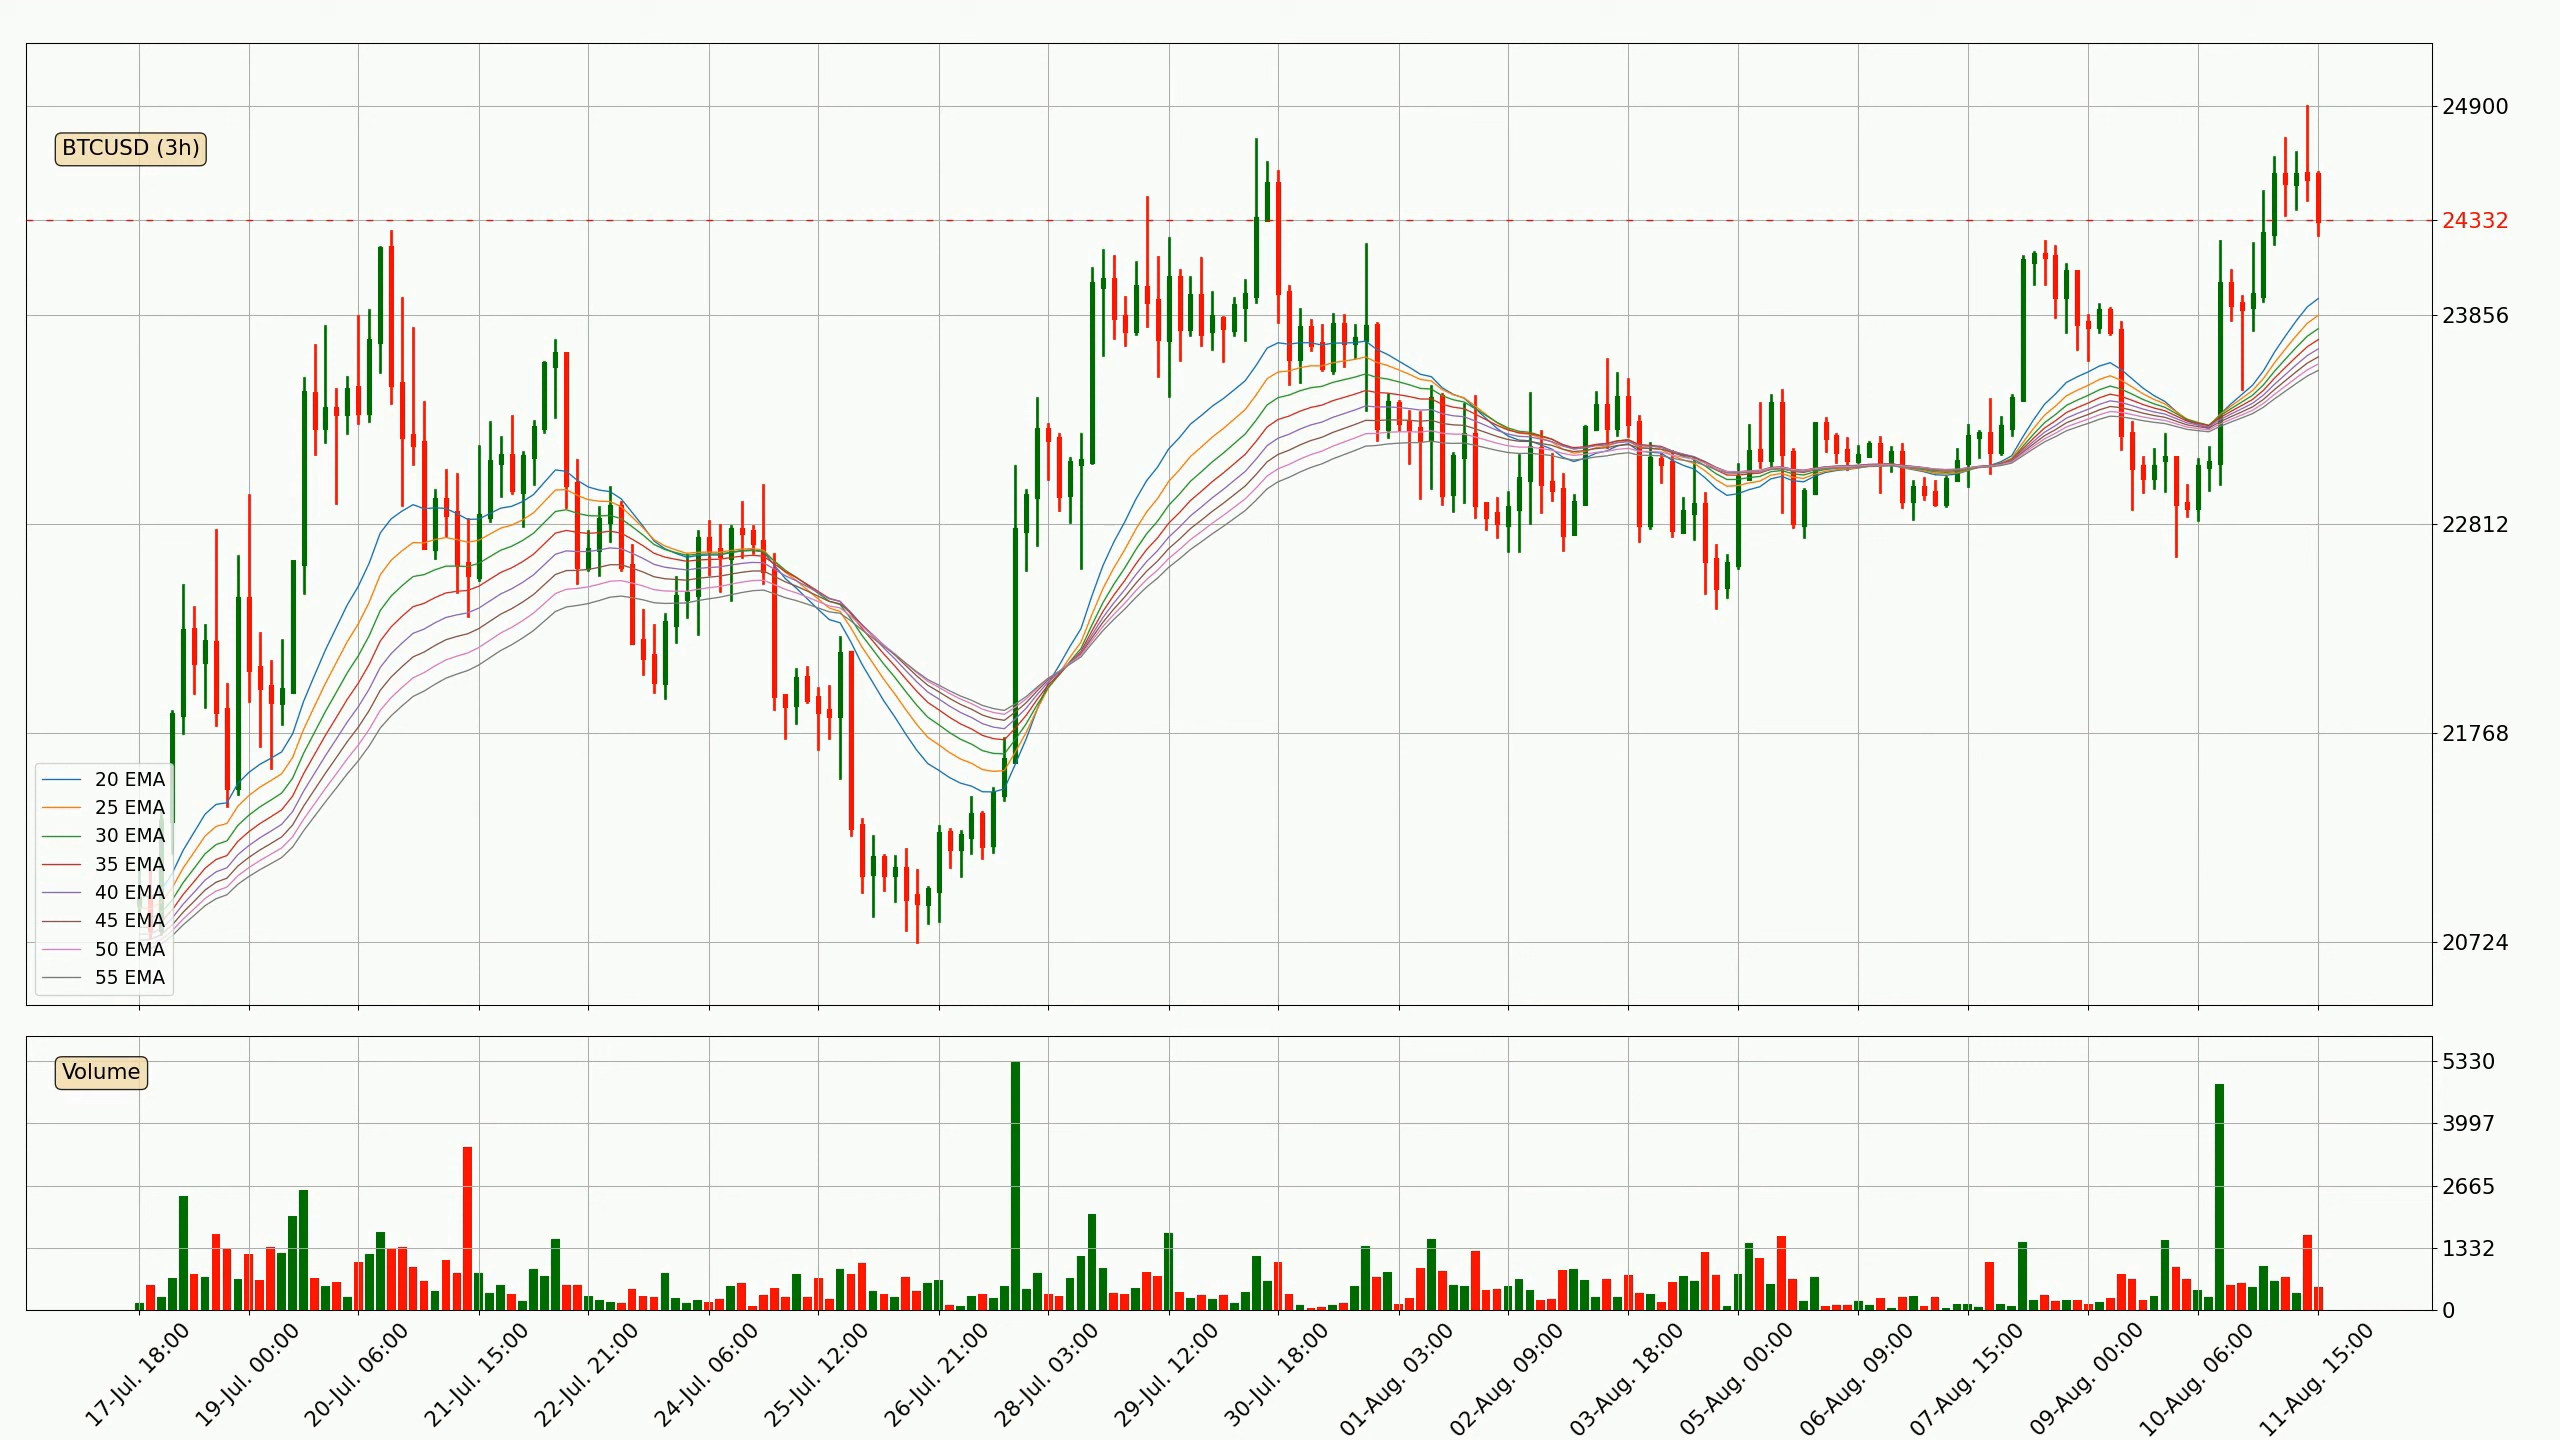 24900
BTCUSD (3h)
24332
23856
22812
21768
20 EMA
25 EMA
30 EMA
35 EMA
40 EMA
45 EMA
50 EMA
55 EMA
20724
Volume
5330
3997
2665
1332
0
17-Jul. 18:00
19-Jul. 00:00
20-Jul. 06:00
21-Jul. 15:00
22-Jul. 21:00
24-Jul. 06:00
25-Jul. 12:00
26-Jul. 21:00
28-Jul. 03:00
29-Jul. 12:00
30-Jul. 18:00
01-Aug. 03:00
02-Aug. 09:00
03-Aug. 18:00
05-Aug. 00:00
06-Aug. 09:00
07-Aug. 15:00
09-Aug. 00:00
10-Aug. 06:00
11-Aug. 15:00